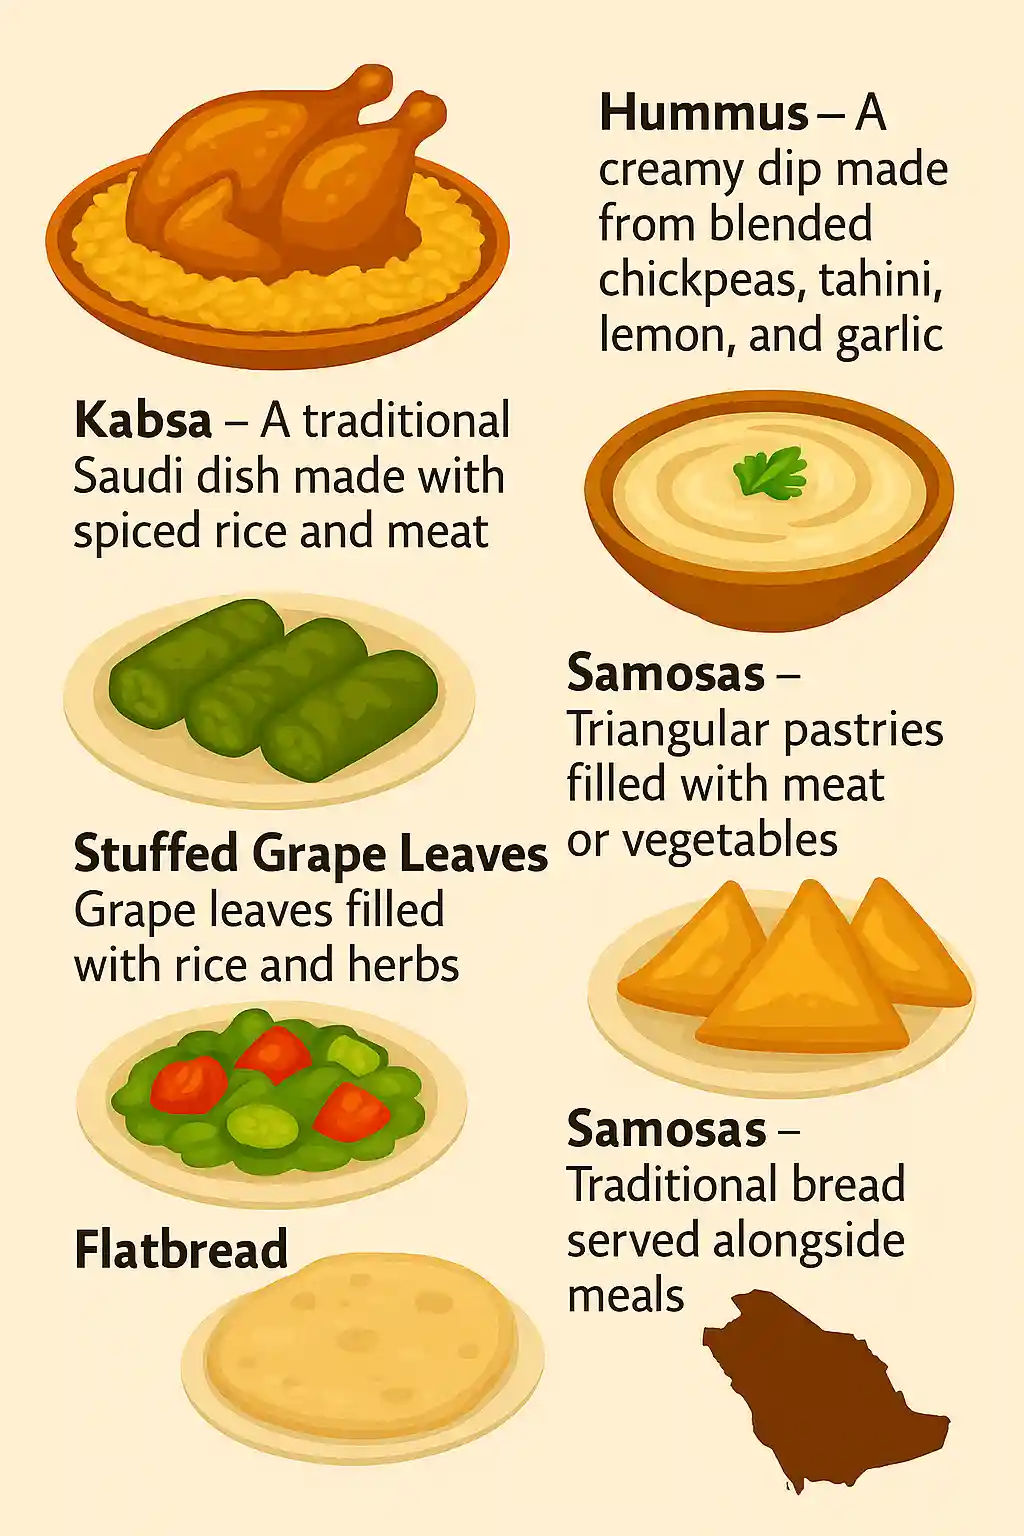 Kabsa – A traditional
Saudi dish made with
spiced rice and meat
Stuffed Grape Leaves
Grape leaves filled
with rice and herbs
Flatbread
Hummus – A
creamy dip made
from blended
chickpeas, tahini,
lemon, and garlic
Samosas –
Triangular pastries
filled with meat
or vegetables
Samosas –
Traditional bread
served alongside
meals